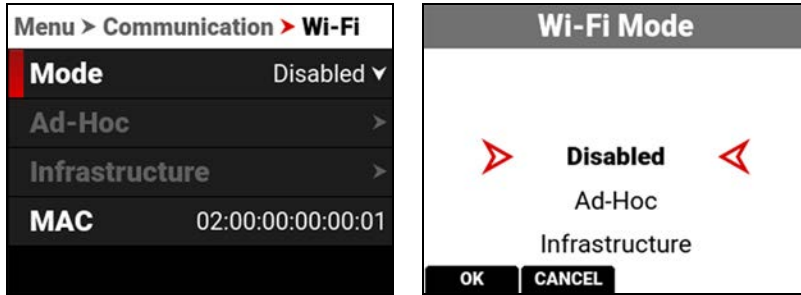 Menu > Communication > Wi-Fi
Mode Disabled
Ad-Hoc
Infrastructure
MAC 02:00:00:00:00:01
Wi-Fi Mode
Disabled
Ad-Hoc
Infrastructure
OK CANCEL